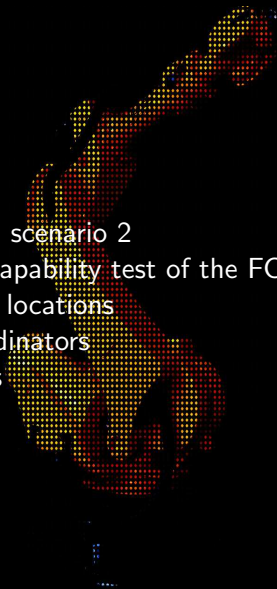 scenario 2
apability test of the FC
locations
dinators
s